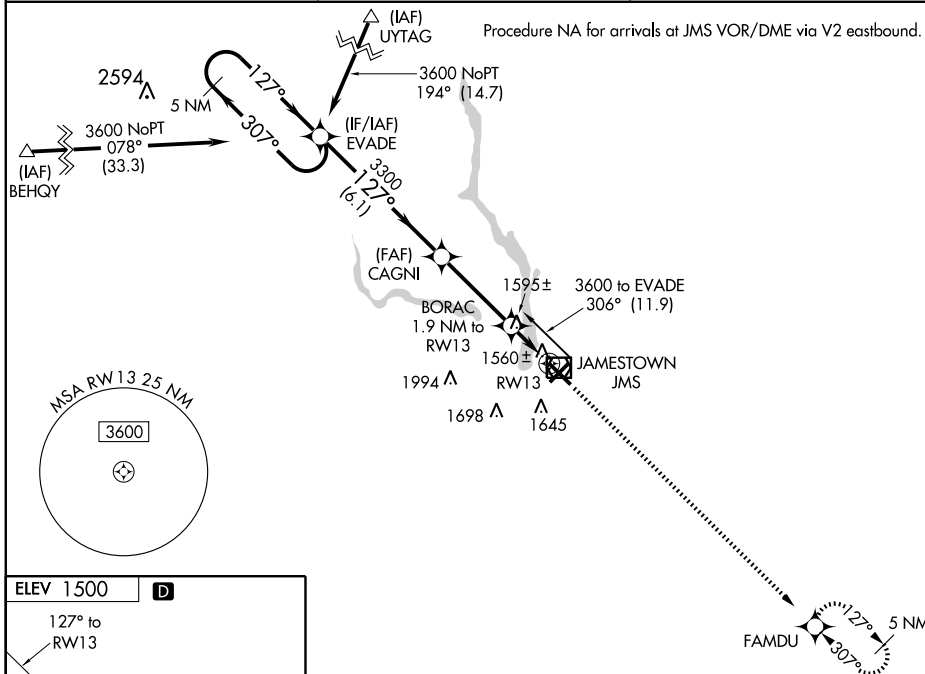 (IAF)
UYTAG
Procedure NA for arrivals at JMS VOR/DME via V2 eastbound.
3600 NoPT
194° (14.7)
2594
5 NM
127°
307°
(IF/IAF)
EVADE
3600 NoPT
078°
(33.3)
(IAF)
BEHQY
3300
127°
(6.1)
(FAF)
CAGNI
1595±
3600 to EVADE
306° (11.9)
BORAC
1.9 NM to
RW13
1560±
JAMESTOWN
JMS
1994
RW13
1698
1645
MSA RW13 25 NM
3600
ELEV 1500
D
127° to
RW13
FAMDU
127°
307°
5 NM